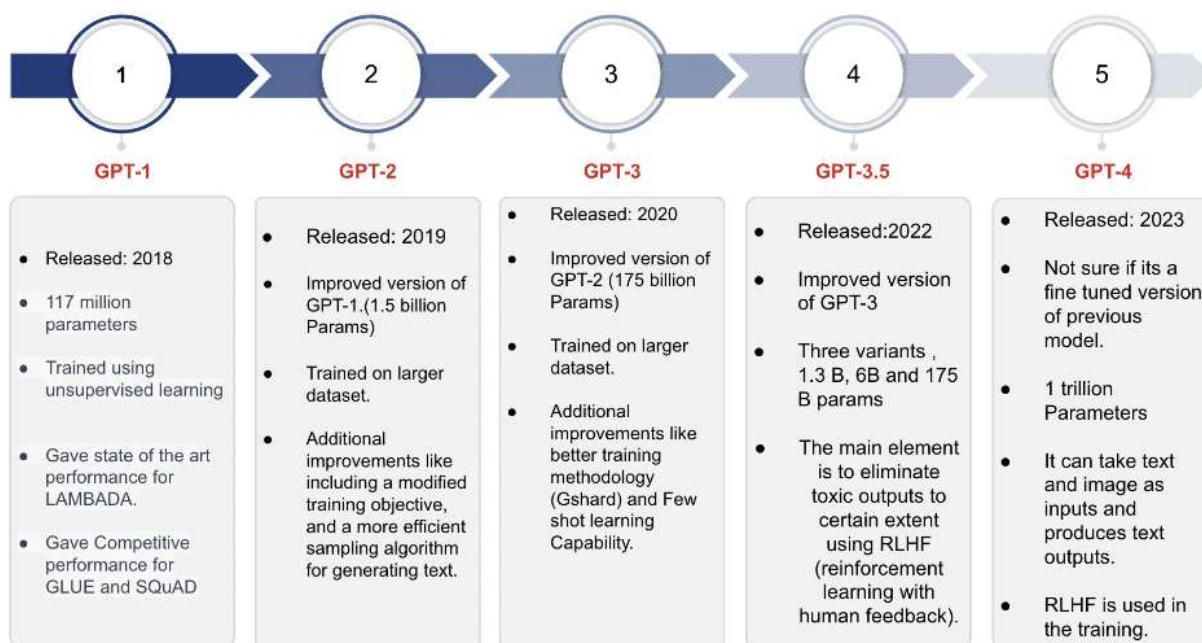 1
2
3
4
5
GPT-1
GPT-2
GPT-3
GPT-3.5
GPT-4
● Released: 2018
● 117 million
parameters
● Trained using
unsupervised learning
● Gave state of the art
performance for
LAMBADA.
● Gave Competitive
performance for
GLUE and SQuAD
● Released: 2019
● Improved version of
GPT-1.(1.5 billion
Params)
● Trained on larger
dataset.
● Additional
improvements like
including a modified
training objective,
and a more efficient
sampling algorithm
for generating text.
● Released: 2020
● Improved version of
GPT-2 (175 billion
Params)
● Trained on larger
dataset.
● Additional
improvements like
better training
methodology
(Gshard) and Few
shot learning
Capability.
● Released:2022
● Improved version
of GPT-3
● Three variants ,
1.3 B, 6B and 175
B params
● The main element
is to eliminate
toxic outputs to
certain extent
using RLHF
(reinforcement
learning with
human feedback).
● Released: 2023
● Not sure if its a
fine tuned version
of previous
model.
● 1 trillion
Parameters
● It can take text
and image as
inputs and
produces text
outputs.
● RLHF is used in
the training.